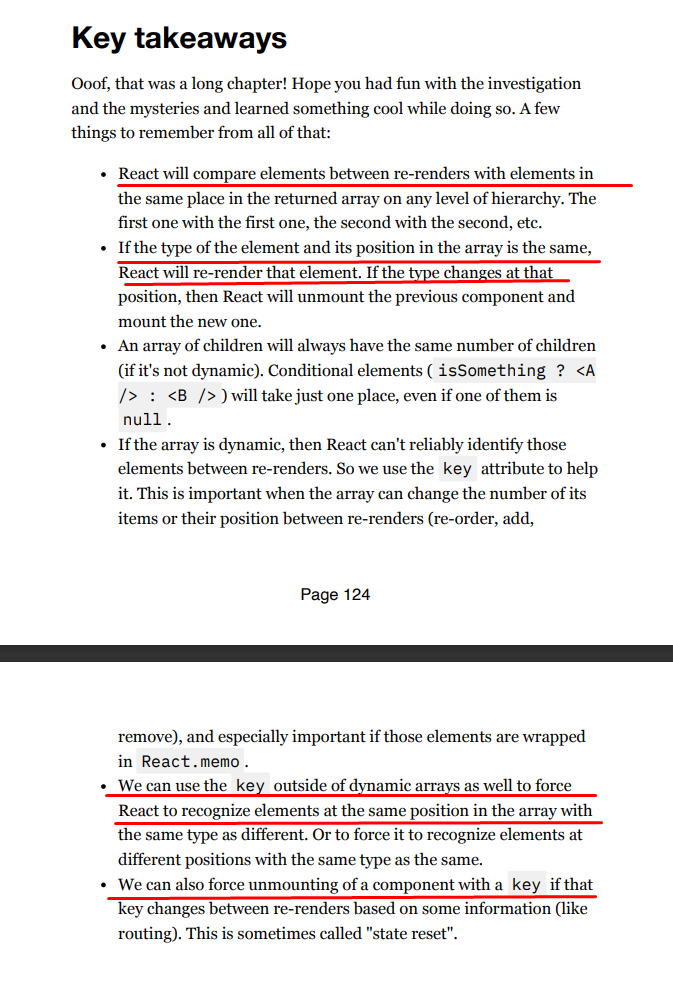 Key takeaways
Ooof, that was a long chapter! Hope you had fun with the investigation
and the mysteries and learned something cool while doing so. A few
things to remember from all of that:
• React will compare elements between re-renders with elements in
the same place in the returned array on any level of hierarchy. The
first one with the first one, the second with the second, etc.
• If the type of the element and its position in the array is the same,
React will re-render that element. If the type changes at that
position, then React will unmount the previous component and
mount the new one.
• An array of children will always have the same number of children
(if it's not dynamic). Conditional elements ( isSomething ? <A
/> : <B /> ) will take just one place, even if one of them is
null .
• If the array is dynamic, then React can't reliably identify those
elements between re-renders. So we use the key attribute to help
it. This is important when the array can change the number of its
items or their position between re-renders (re-order, add,
Page 124
remove), and especially important if those elements are wrapped
in React.memo .
• We can use the key outside of dynamic arrays as well to force
React to recognize elements at the same position in the array with
the same type as different. Or to force it to recognize elements at
different positions with the same type as the same.
• We can also force unmounting of a component with a key if that
key changes between re-renders based on some information (like
routing). This is sometimes called "state reset".